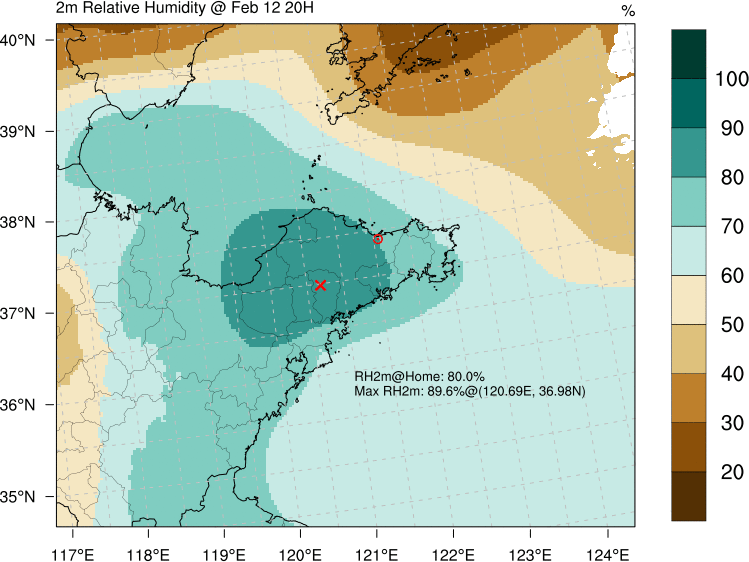 2m Relative Humidity @ Feb 12 20H
%
40°N
39°N
38°N
37°N
36°N
35°N
117°E
118°E
119°E
120°E
121°E
122°E
123°E
124°E
RH2m@Home: 80.0%
Max RH2m: 89.6%@(120.69E, 36.98N)
100
90
80
70
60
50
40
30
20